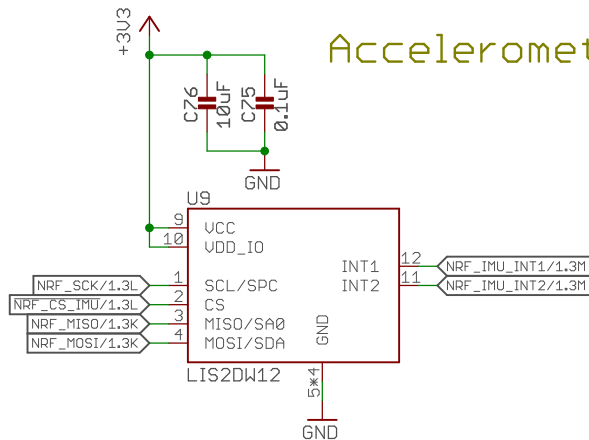 +3V3
Acceleromet
C76
10uF
C75
0.1uF
GND
U9
9 VCC
10 VDD_IO
12 INT1 NRF_IMU_INT1/1.3M
11 INT2 NRF_IMU_INT2/1.3M
NRF_SCK/1.3L 1 SCL/SPC
NRF_CS_IMU/1.3L 2 CS
NRF_MISO/1.3K 3 MISO/SA0
NRF_MOSI/1.3K 4 MOSI/SDA
GND
LIS2DW12
5*4
GND